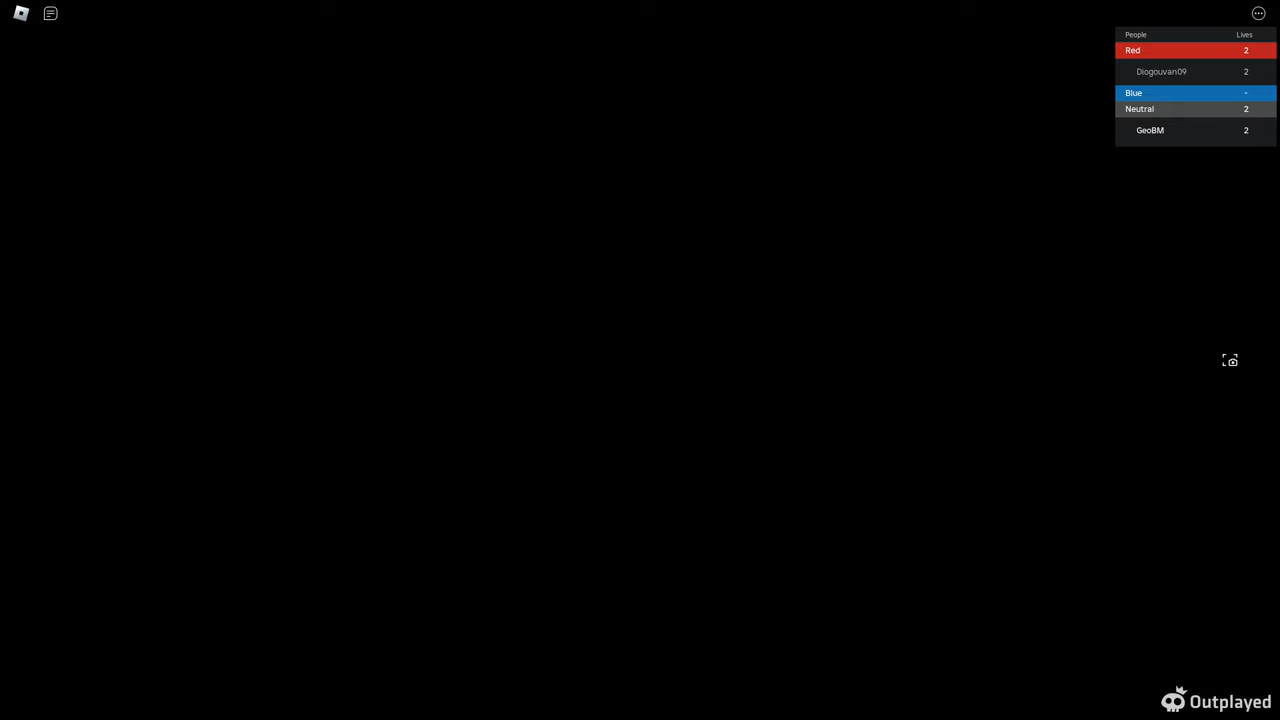 People Lives
Red 2
Diogouvan09 2
Blue -
Neutral 2
GeoBM 2
Outplayed